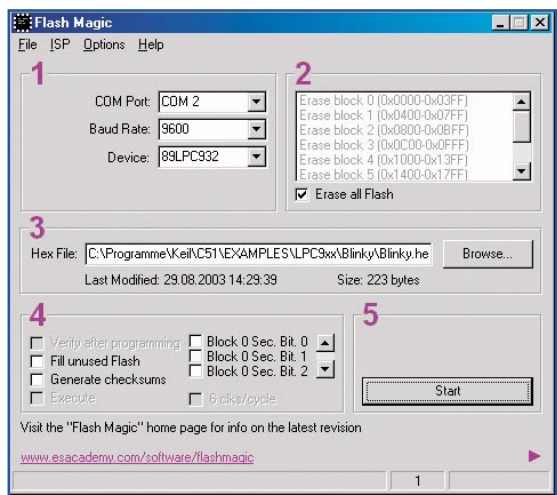 Flash Magic
File ISP Options Help
1
COM Port: COM 2
Baud Rate: 9600
Device: 89LPC932
2
Erase block 0 (0x0000-0x03FF)
Erase block 1 (0x0400-0x07FF)
Erase block 2 (0x0800-0x0BFF)
Erase block 3 (0x0C00-0x0FFF)
Erase block 4 (0x1000-0x13FF)
Erase block 5 (0x1400-0x17FF)
Erase all Flash
3
Hex File: C:\Programme\Keil\C51\EXAMPLES\LPC9xx\Blinky\Blinky.he Browse...
Last Modified: 29.08.2003 14:29:39 Size: 223 bytes
4
Verify after programming
Fill unused Flash
Generate checksums
Execute
Block 0 Sec. Bit. 0
Block 0 Sec. Bit. 1
Block 0 Sec. Bit. 2
6 clks/cycle
5
Start
Visit the "Flash Magic" home page for info on the latest revision
www.esacademy.com/software/flashmagic
1